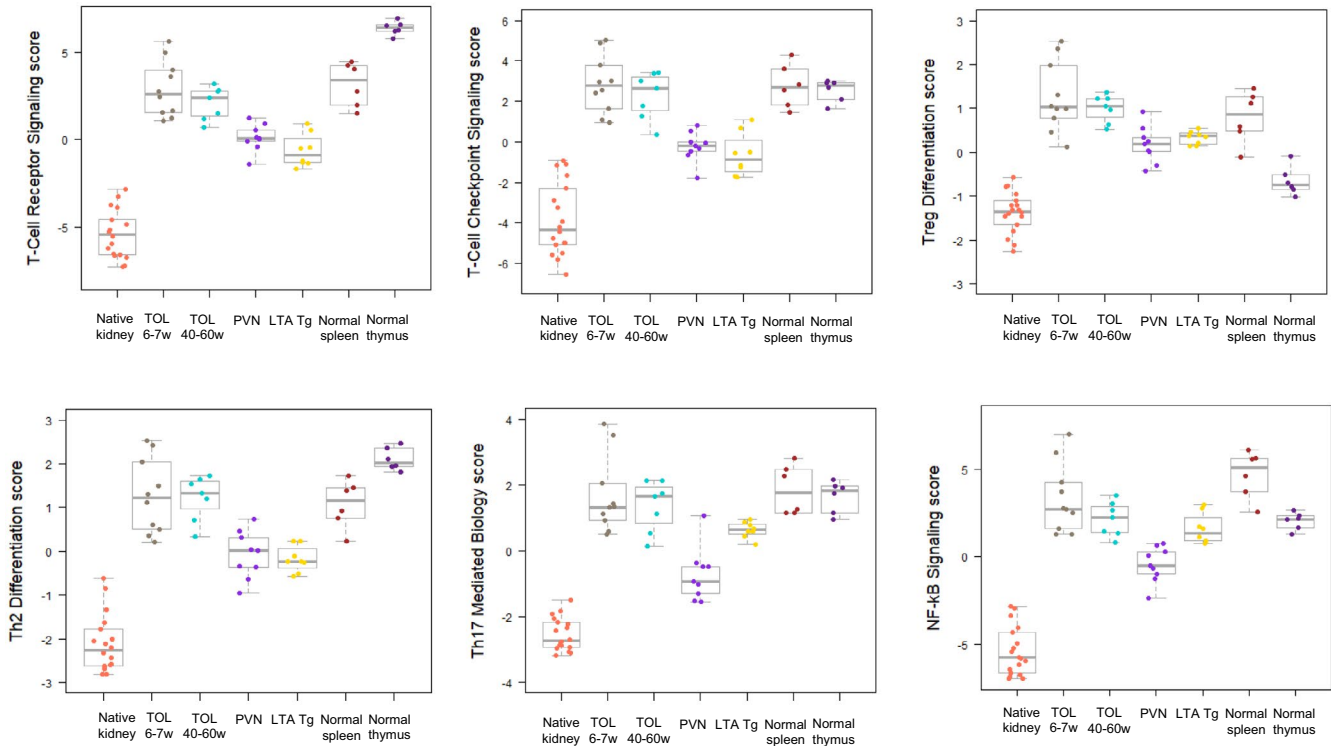 T-Cell Receptor Signaling score
5
0
-5
Native TOL TOL PVN LTA Tg Normal Normal
kidney 6-7w 40-60w spleen thymus
T-Cell Checkpoint Signaling score
6
4
2
0
-2
-4
-6
Native TOL TOL PVN LTA Tg Normal Normal
kidney 6-7w 40-60w spleen thymus
Treg Differentiation score
3
2
1
0
-1
-2
-3
Native TOL TOL PVN LTA Tg Normal Normal
kidney 6-7w 40-60w spleen thymus
Th2 Differentiation score
3
2
1
0
-1
-2
-3
Native TOL TOL PVN LTA Tg Normal Normal
kidney 6-7w 40-60w spleen thymus
Th17 Mediated Biology score
4
2
0
-2
-4
Native TOL TOL PVN LTA Tg Normal Normal
kidney 6-7w 40-60w spleen thymus
NF-kB Signaling score
5
0
-5
Native TOL TOL PVN LTA Tg Normal Normal
kidney 6-7w 40-60w spleen thymus